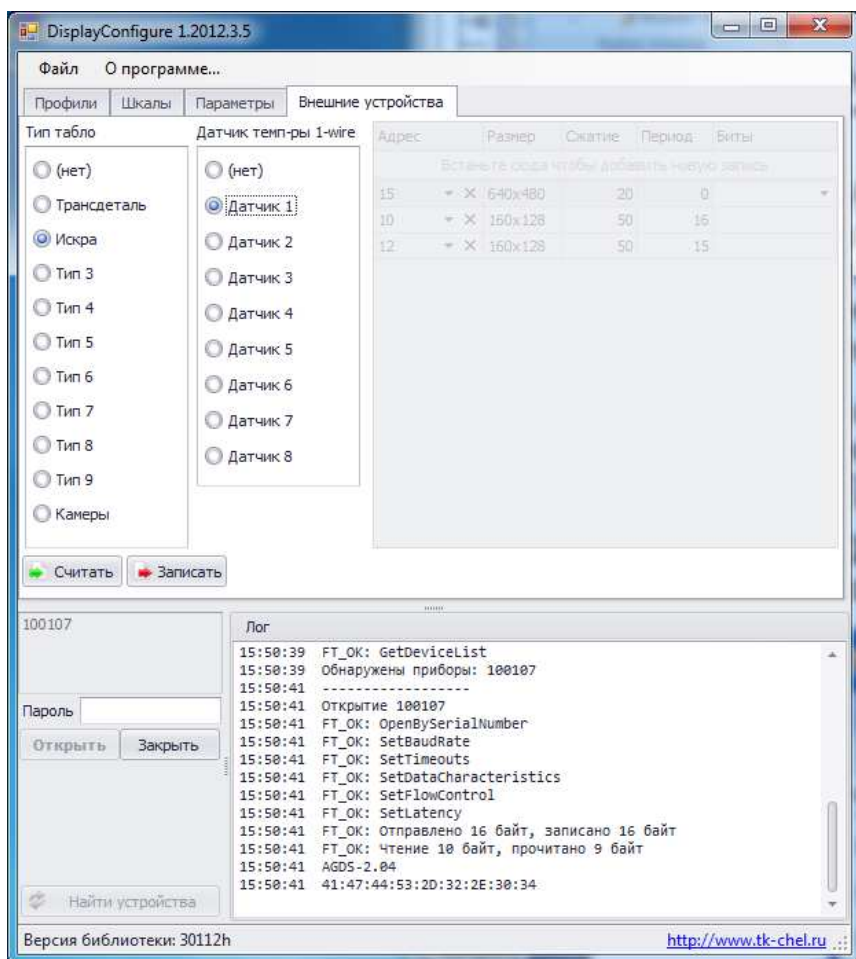 DisplayConfigure 1.2012.3.5
Файл О программе...
Профили Шкалы Параметры Внешние устройства
Тип табло
(нет)
Трансдеталь
Искра
Тип 3
Тип 4
Тип 5
Тип 6
Тип 7
Тип 8
Тип 9
Камеры
Датчик темп-ры 1-wire
(нет)
Датчик 1
Датчик 2
Датчик 3
Датчик 4
Датчик 5
Датчик 6
Датчик 7
Датчик 8
Адрес Размер Сжатие Период Биты
Встаньте сюда чтобы добавить новую запись
15 640x480 20 0
10 160x128 50 16
12 160x128 50 15
Считать Записать
100107
Пароль
Открыть Закрыть
Найти устройства
Лог
15:50:39 FT_OK: GetDeviceList
15:50:39 Обнаружены приборы: 100107
15:50:41 -------------------
15:50:41 Открытие 100107
15:50:41 FT_OK: OpenBySerialNumber
15:50:41 FT_OK: SetBaudRate
15:50:41 FT_OK: SetTimeouts
15:50:41 FT_OK: SetDataCharacteristics
15:50:41 FT_OK: SetFlowControl
15:50:41 FT_OK: SetLatency
15:50:41 FT_OK: Отправлено 16 байт, записано 16 байт
15:50:41 FT_OK: Чтение 10 байт, прочитано 9 байт
15:50:41 AGDS-2.04
15:50:41 41:47:44:53:2D:32:2E:30:34
Версия библиотеки: 30112h
http://www.tk-chel.ru